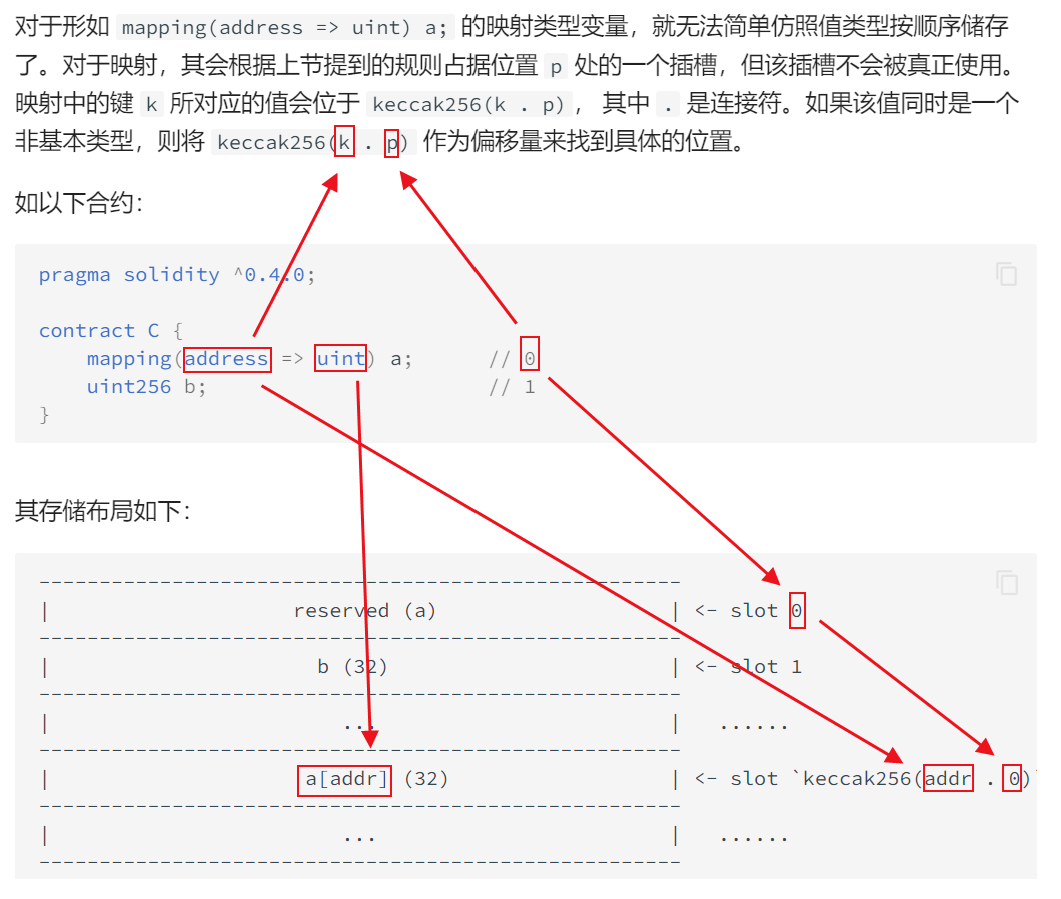 对于形如 mapping(address => uint) a; 的映射类型变量，就无法简单仿照值类型按顺序储存
了。对于映射，其会根据上节提到的规则占据位置 p 处的一个插槽，但该插槽不会被真正使用。
映射中的键 k 所对应的值会位于 keccak256(k . p)， 其中 . 是连接符。如果该值同时是一个
非基本类型，则将 keccak256(k . p) 作为偏移量来找到具体的位置。
如以下合约：
pragma solidity ^0.4.0;
contract C {
    mapping(address => uint) a;      // 0
    uint256 b;                       // 1
}
其存储布局如下：
-----------------------------------------------------
|                    reserved (a)                   | <- slot 0
-----------------------------------------------------
|                      b (32)                       | <- slot 1
-----------------------------------------------------
|                        ...                        |   ......
-----------------------------------------------------
|                     a[addr] (32)                  | <- slot `keccak256(addr . 0)`
-----------------------------------------------------
|                        ...                        |   ......
-----------------------------------------------------